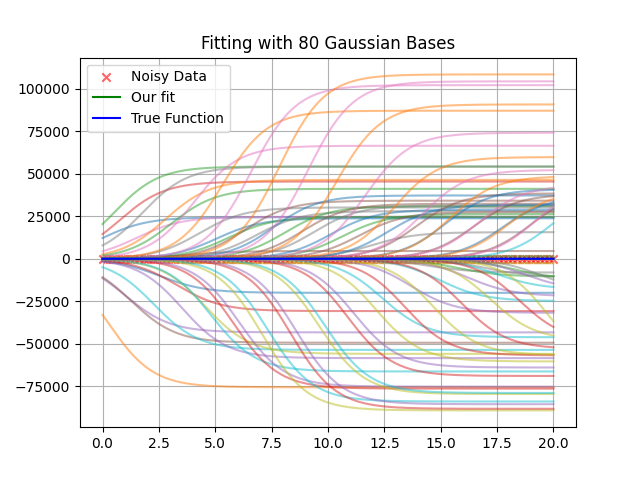 Fitting with 80 Gaussian Bases
Noisy Data
Our fit
True Function
100000
75000
50000
25000
0
−25000
−50000
−75000
0.0 2.5 5.0 7.5 10.0 12.5 15.0 17.5 20.0